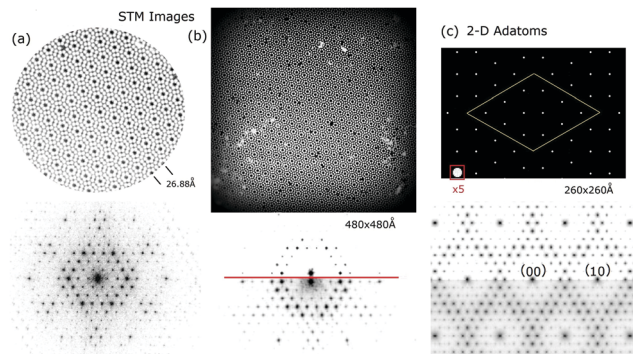 STM Images
(a)
(b)
(c) 2-D Adatoms
26.88Å
x5
480x480Å
260x260Å
(00)
(10)